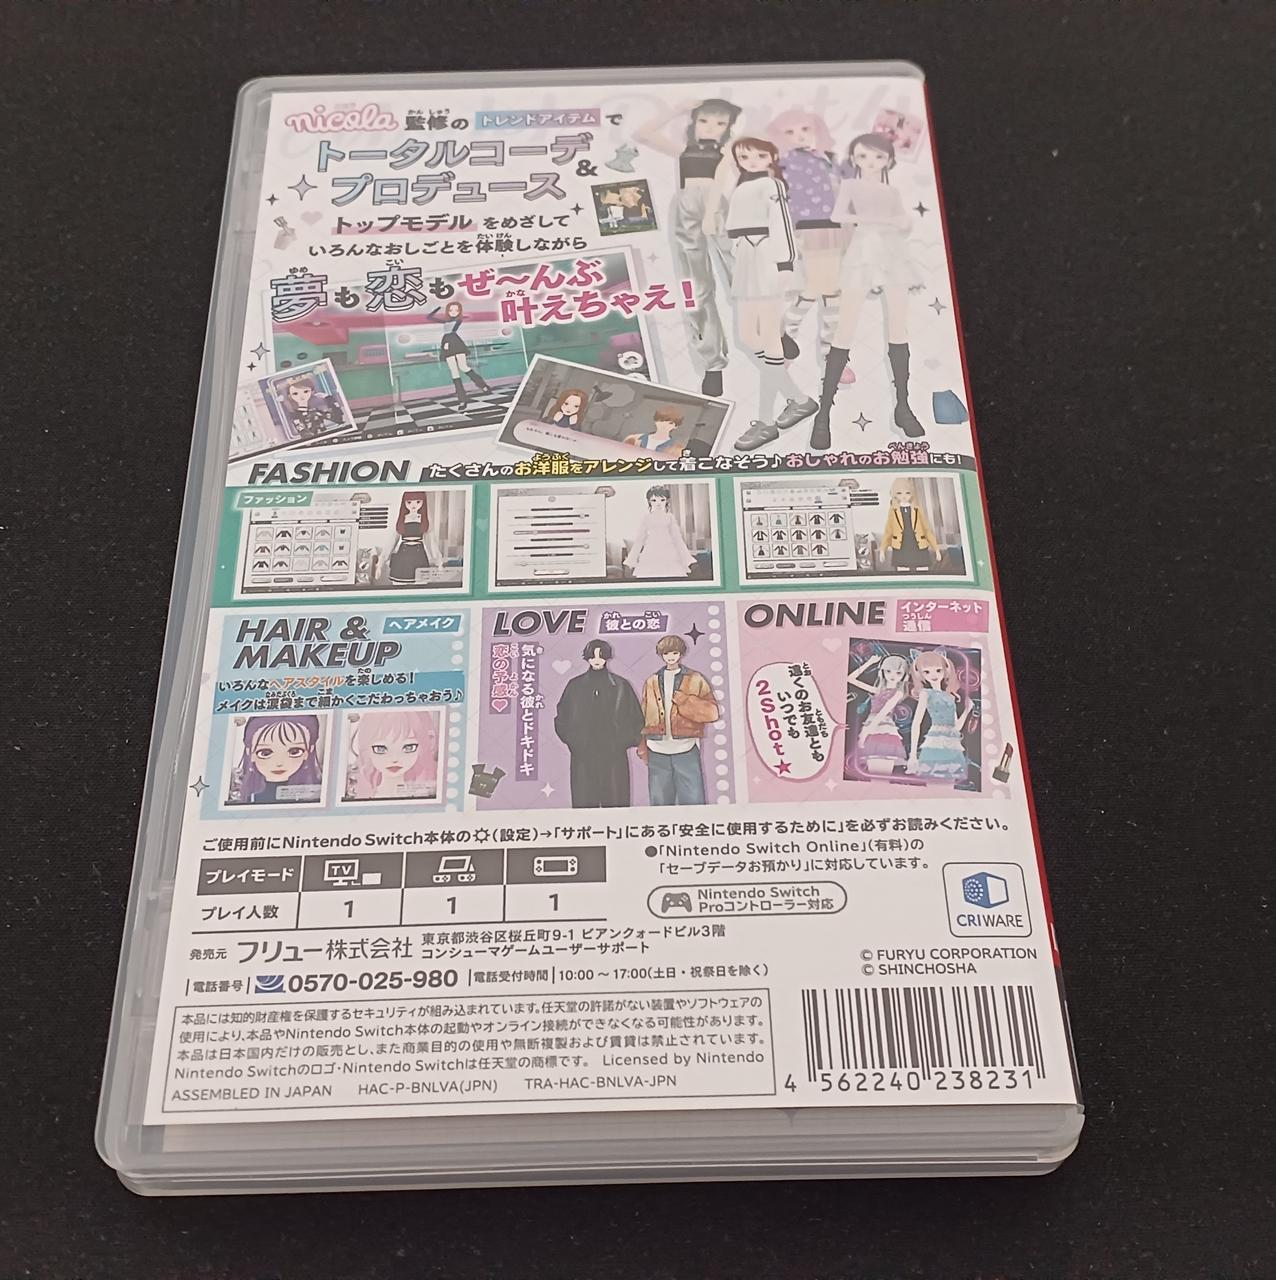 nicola 監修の トレンドアイテム で
トータルコーデ
&
プロデュース
トップモデル をめざして
いろんなおしごとを体験しながら
夢も恋もぜ〜んぶ
叶えちゃえ!
FASHION たくさんのお洋服をアレンジして着こなそう♪おしゃれのお勉強にも!
ファッション
HAIR &
MAKEUP
ヘアメイク
いろんなヘアスタイルを楽しめる!
メイクは涙袋まで細かくこだわっちゃおう♪
LOVE 彼との恋
気になる彼とドキドキ
恋の予感♥
ONLINE インターネット
通信
遠くのお友達とも
いつでも
2Shot★
ご使用前にNintendo Switch本体の(設定)→「サポート」にある「安全に使用するために」を必ずお読みください。
プレイモード TV
プレイ人数 1 1 1
●「Nintendo Switch Online」(有料)の
「セーブデータお預かり」に対応しています。
Nintendo Switch
Proコントローラー対応
CRIWARE
発売元 フリュー株式会社 東京都渋谷区桜丘町9-1 ピアンクォードビル3階
コンシューマゲームユーザーサポート
電話番号 0570-025-980 電話受付時間 10:00 〜 17:00(土日・祝祭日を除く)
© FURYU CORPORATION
© SHINCHOSHA
本品には知的財産権を保護するセキュリティが組み込まれています。任天堂の許諾がない装置やソフトウェアの
使用により、本品やNintendo Switch本体の起動やオンライン接続ができなくなる可能性があります。
本品は日本国内だけの販売とし、また商業目的の使用や無断複製および賃貸は禁止されています。
Nintendo Switchのロゴ・Nintendo Switchは任天堂の商標です。 Licensed by Nintendo
ASSEMBLED IN JAPAN HAC-P-BNLVA(JPN) TRA-HAC-BNLVA-JPN
4 562240 238231